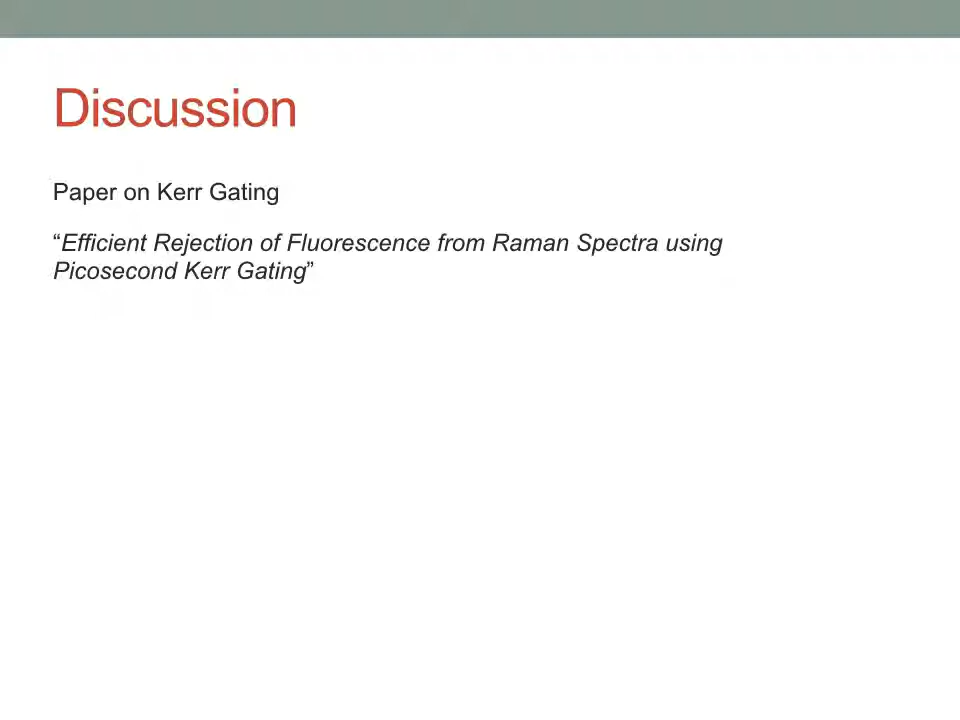 Discussion
Paper on Kerr Gating
“Efficient Rejection of Fluorescence from Raman Spectra using
Picosecond Kerr Gating”